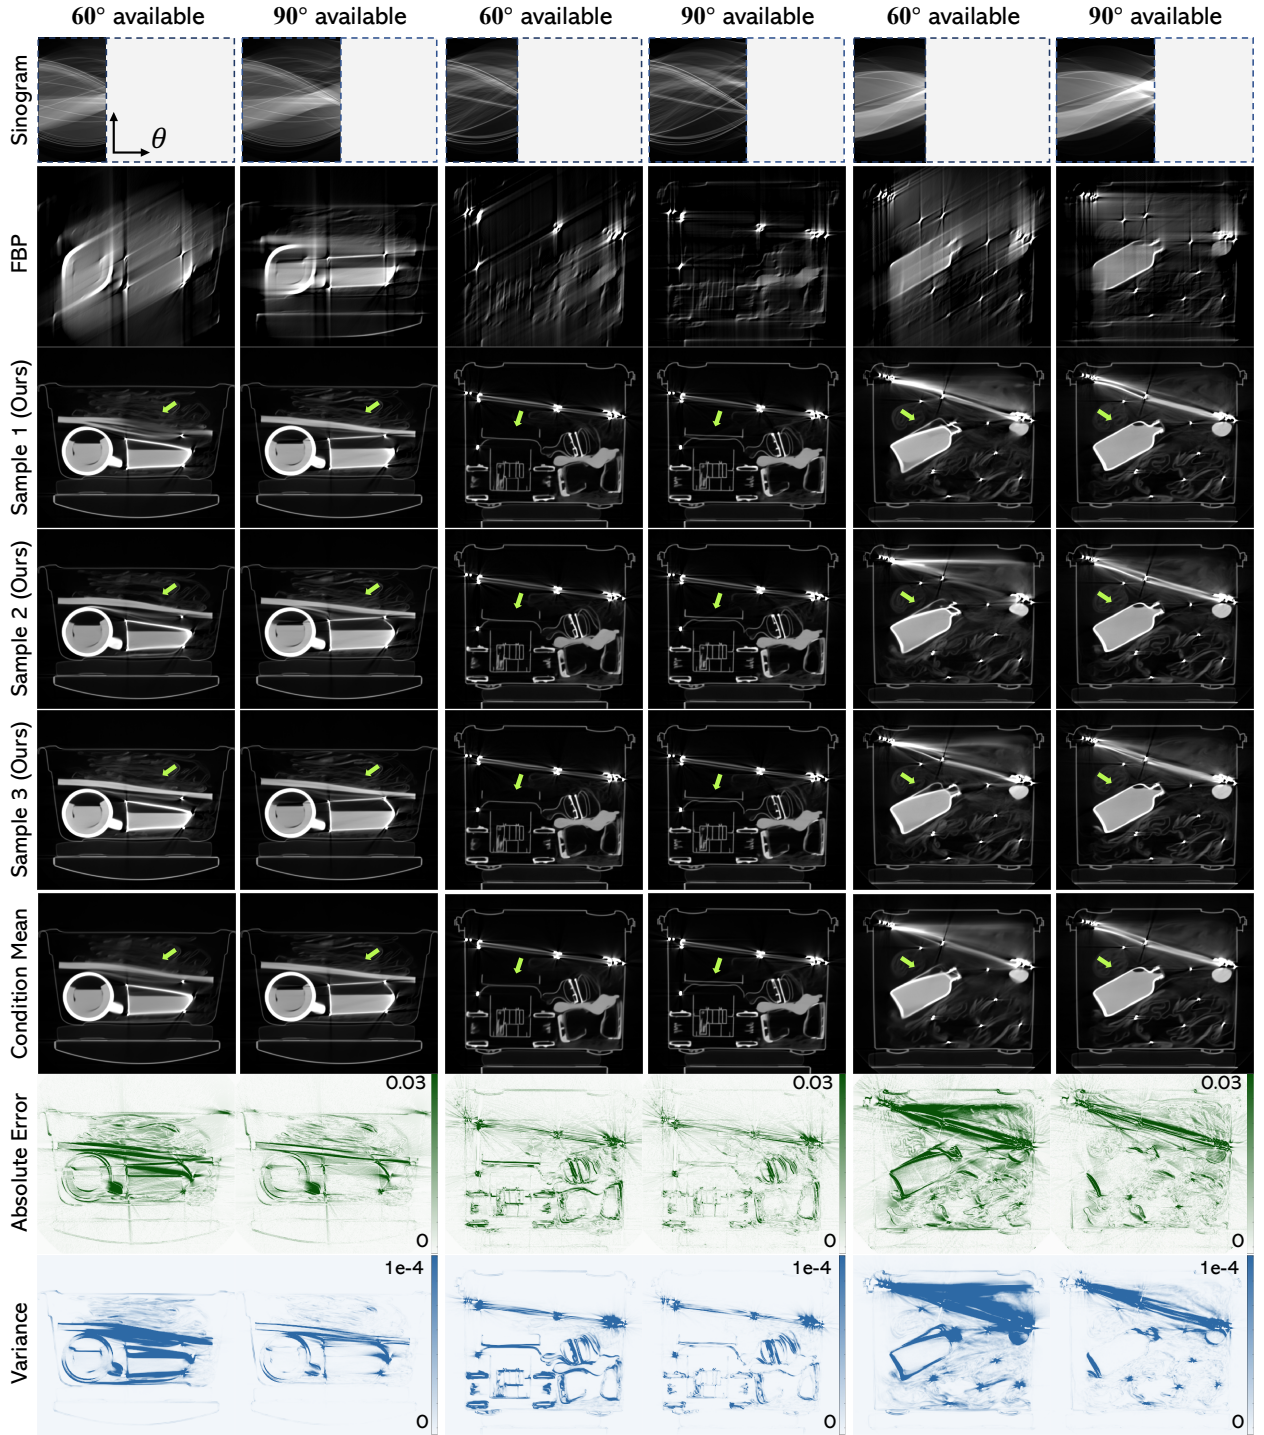 60° available 90° available 60° available 90° available 60° available 90° available
Sinogram
θ
FBP
Sample 1 (Ours)
Sample 2 (Ours)
Sample 3 (Ours)
Condition Mean
Absolute Error
0.03 0.03 0.03
0 0 0
Variance
1e-4 1e-4 1e-4
0 0 0